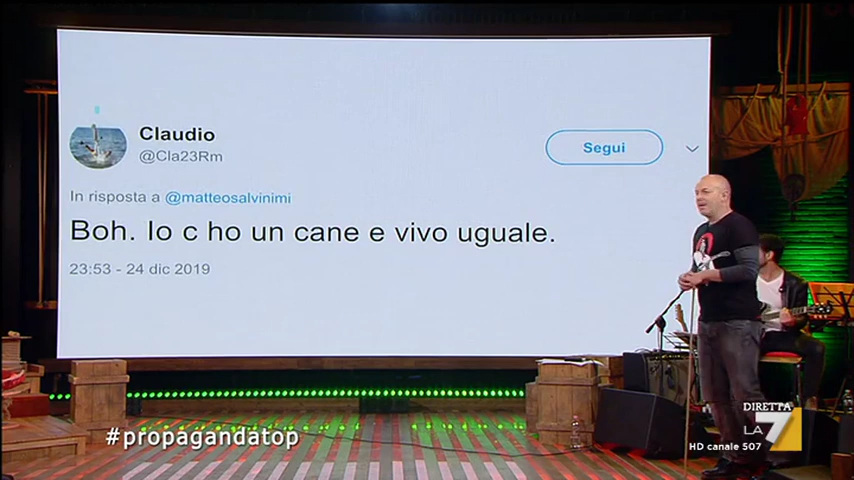 Claudio
@Cla23Rm
Segui
In risposta a @matteosalvinimi
Boh. Io c ho un cane e vivo uguale.
23:53 - 24 dic 2019
#propagandatop
DIRETTA
LA 7
HD canale 507